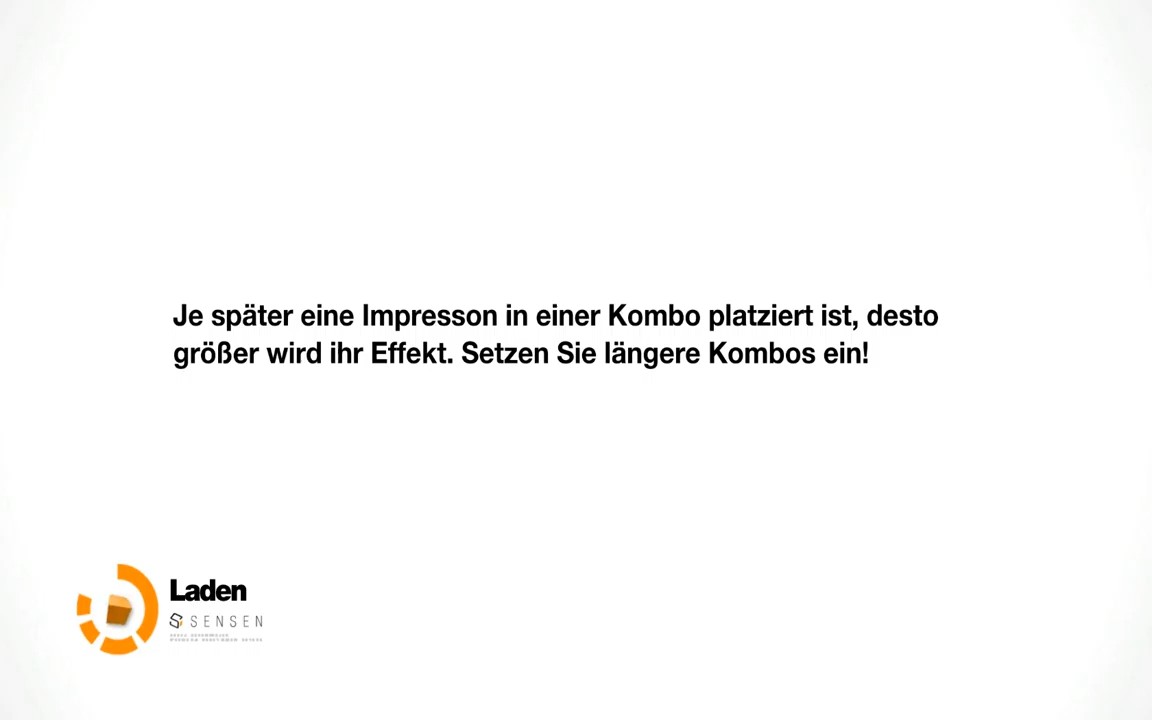 Je später eine Impresson in einer Kombo platziert ist, desto
größer wird ihr Effekt. Setzen Sie längere Kombos ein!
Laden
SENSEN